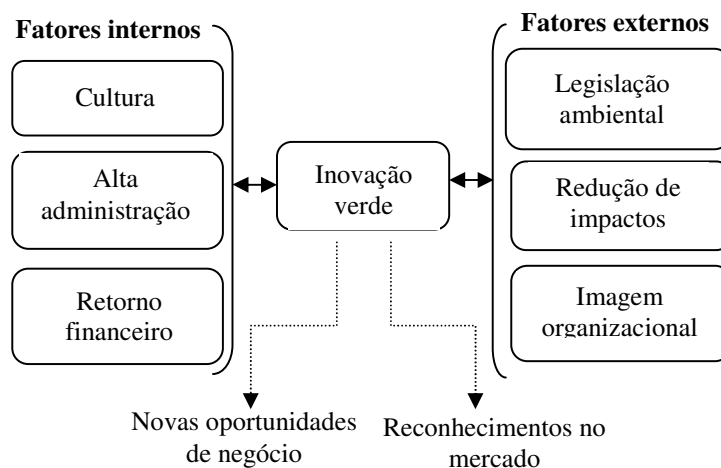 Fatores internos
Cultura
Alta
administração
Retorno
financeiro
Inovação
verde
Fatores externos
Legislação
ambiental
Redução de
impactos
Imagem
organizacional
Novas oportunidades
de negócio
Reconhecimentos no
mercado